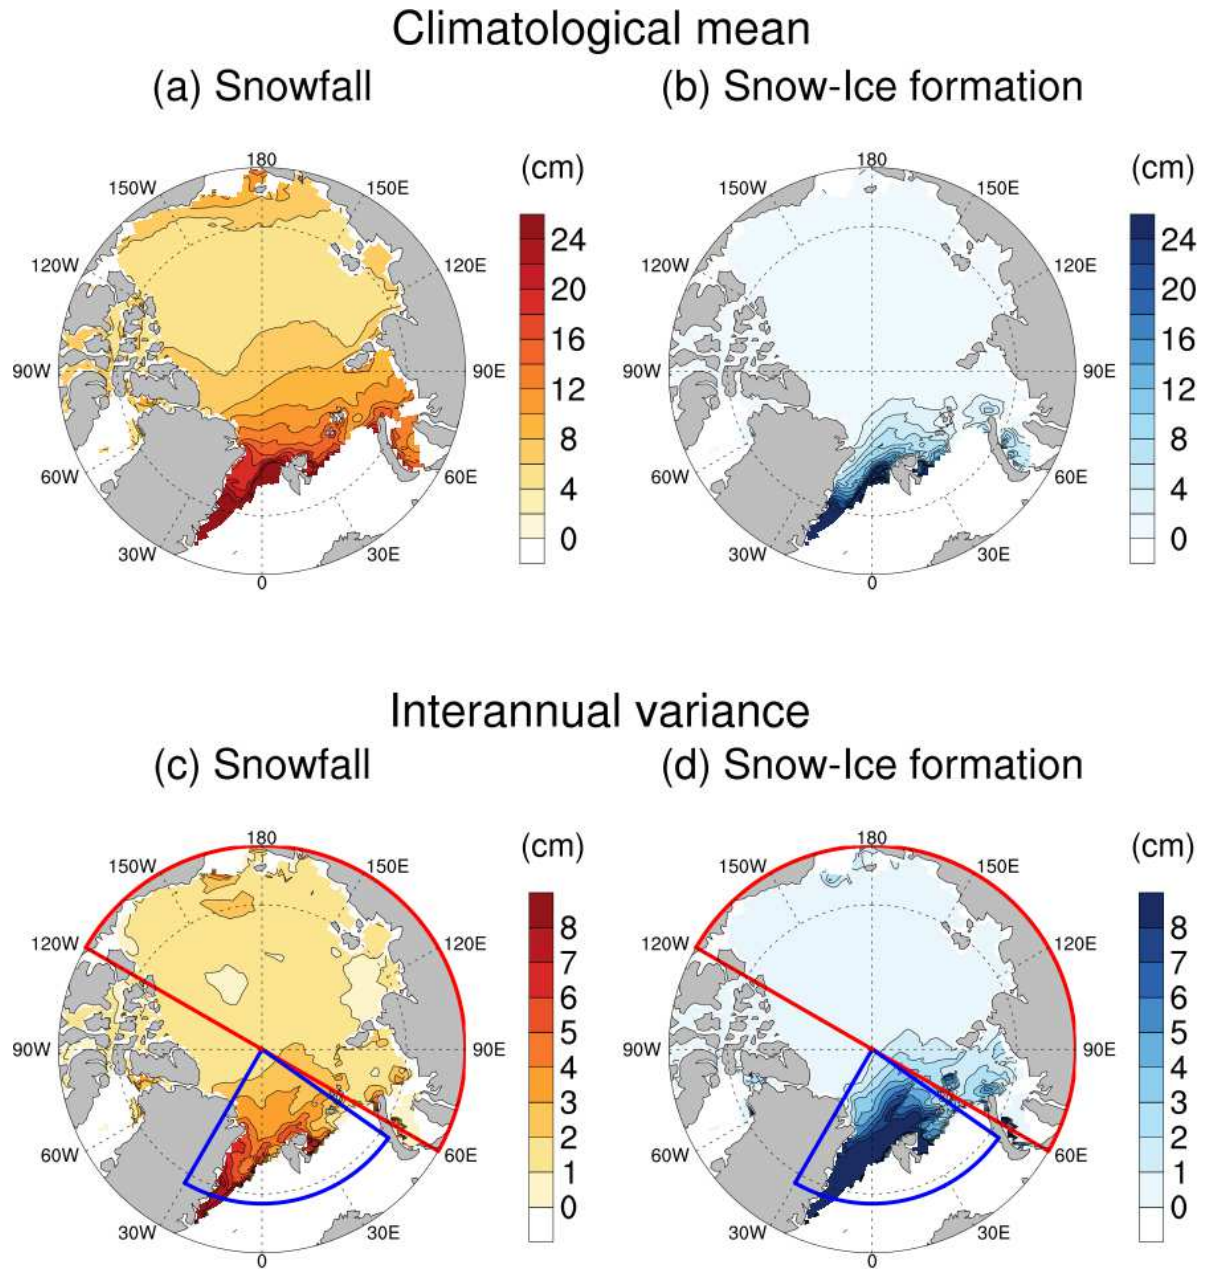 Climatological mean
(a) Snowfall
(b) Snow-Ice formation
180
150W
150E
120W
120E
90W
90E
60W
60E
30W
30E
0
(cm)
24
20
16
12
8
4
0
180
150W
150E
120W
120E
90W
90E
60W
60E
30W
30E
0
(cm)
24
20
16
12
8
4
0
Interannual variance
(c) Snowfall
(d) Snow-Ice formation
180
150W
150E
120W
120E
90W
90E
60W
60E
30W
30E
0
(cm)
8
7
6
5
4
3
2
1
0
180
150W
150E
120W
120E
90W
90E
60W
60E
30W
30E
0
(cm)
8
7
6
5
4
3
2
1
0